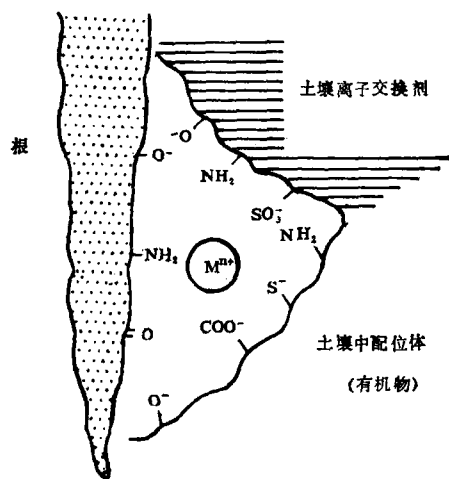 土壤离子交换剂
根
⁻O
O⁻
NH₂
SO₃⁻
NH₂
NH₂
Mⁿ⁺
S⁻
O
COO⁻
土壤中配位体
(有机物)
O⁻